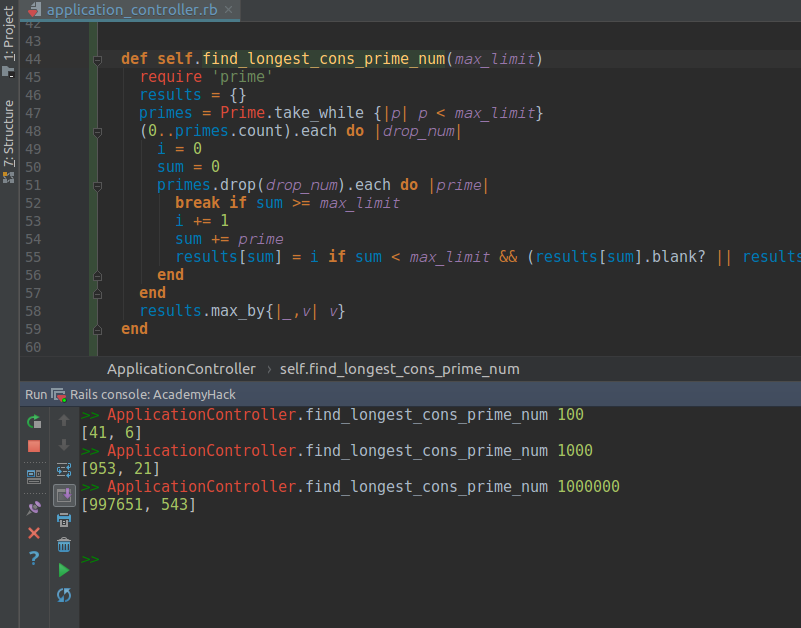 application_controller.rb ×
1: Project
7: Structure
42
43
44 def self.find_longest_cons_prime_num(max_limit)
45 require 'prime'
46 results = {}
47 primes = Prime.take_while {|p| p < max_limit}
48 (0..primes.count).each do |drop_num|
49 i = 0
50 sum = 0
51 primes.drop(drop_num).each do |prime|
52 break if sum >= max_limit
53 i += 1
54 sum += prime
55 results[sum] = i if sum < max_limit && (results[sum].blank? || results
56 end
57 end
58 results.max_by{|_,v| v}
59 end
60
ApplicationController › self.find_longest_cons_prime_num
Run Rails console: AcademyHack
>> ApplicationController.find_longest_cons_prime_num 100
[41, 6]
>> ApplicationController.find_longest_cons_prime_num 1000
[953, 21]
>> ApplicationController.find_longest_cons_prime_num 1000000
[997651, 543]
>>